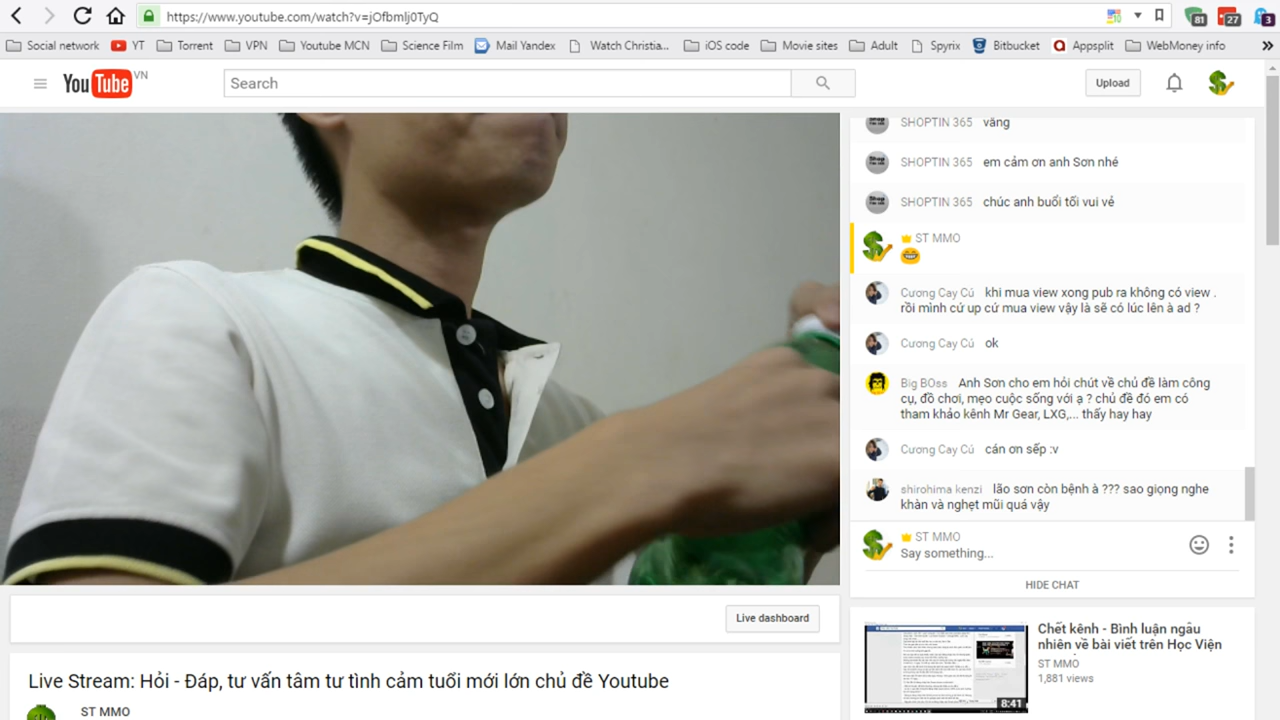 https://www.youtube.com/watch?v=jOfbmlj0TyQ
81
27
3
Social network
YT
Torrent
VPN
Youtube MCN
Science Film
Mail Yandex
Watch Christia...
iOS code
Movie sites
Adult
Spyrix
Bitbucket
Appsplit
WebMoney info
»
YouTube VN
Search
Upload
SHOPTIN 365 vâng
SHOPTIN 365 em cảm ơn anh Sơn nhé
SHOPTIN 365 chúc anh buổi tối vui vẻ
ST MMO
Cương Cay Cú khi mua view xong pub ra không có view .
rồi mình cứ up cứ mua view vậy là sẽ có lúc lên à ad ?
Cương Cay Cú ok
Big BOss Anh Sơn cho em hỏi chút về chủ đề làm công
cụ, đồ chơi, mẹo cuộc sống với ạ ? chủ đề đó em có
tham khảo kênh Mr Gear, LXG,... thấy hay hay
Cương Cay Cú cán ơn sếp :v
shirohima kenzi lão sơn còn bệnh à ??? sao giọng nghe
khàn và nghẹt mũi quá vậy
ST MMO
Say something...
HIDE CHAT
Live dashboard
Live Stream: Hỏi - Đáp và tâm sự thầm kín tuổi mới lớn chủ đề Youtube
ST MMO
Chết kênh - Bình luận ngẫu
nhiên về bài viết trên Học Viện
ST MMO
1,881 views
8:41